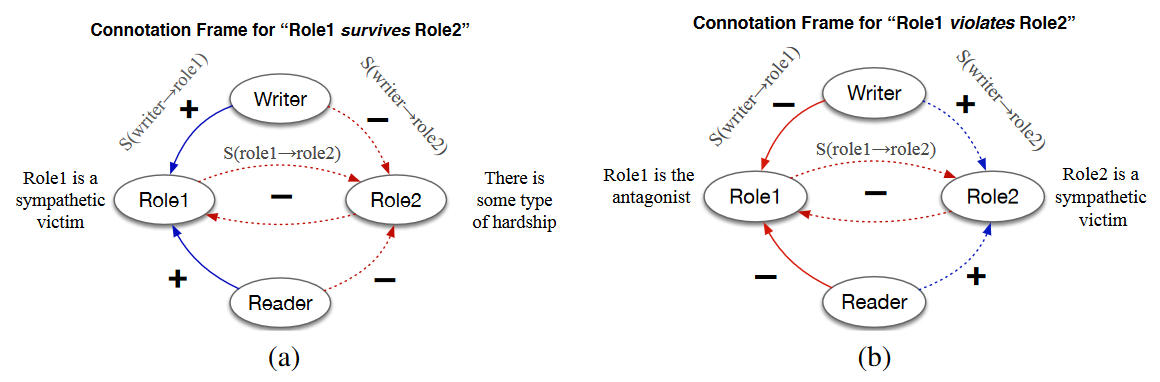 Connotation Frame for “Role1 survives Role2”
S(writer→role1)
+
Writer
–
S(writer→role2)
S(role1→role2)
Role1 is a
sympathetic
victim
Role1
–
Role2
There is
some type
of hardship
+
Reader
–
(a)
Connotation Frame for “Role1 violates Role2”
S(writer→role1)
–
Writer
+
S(writer→role2)
S(role1→role2)
Role1 is the
antagonist
Role1
–
Role2
Role2 is a
sympathetic
victim
–
Reader
+
(b)